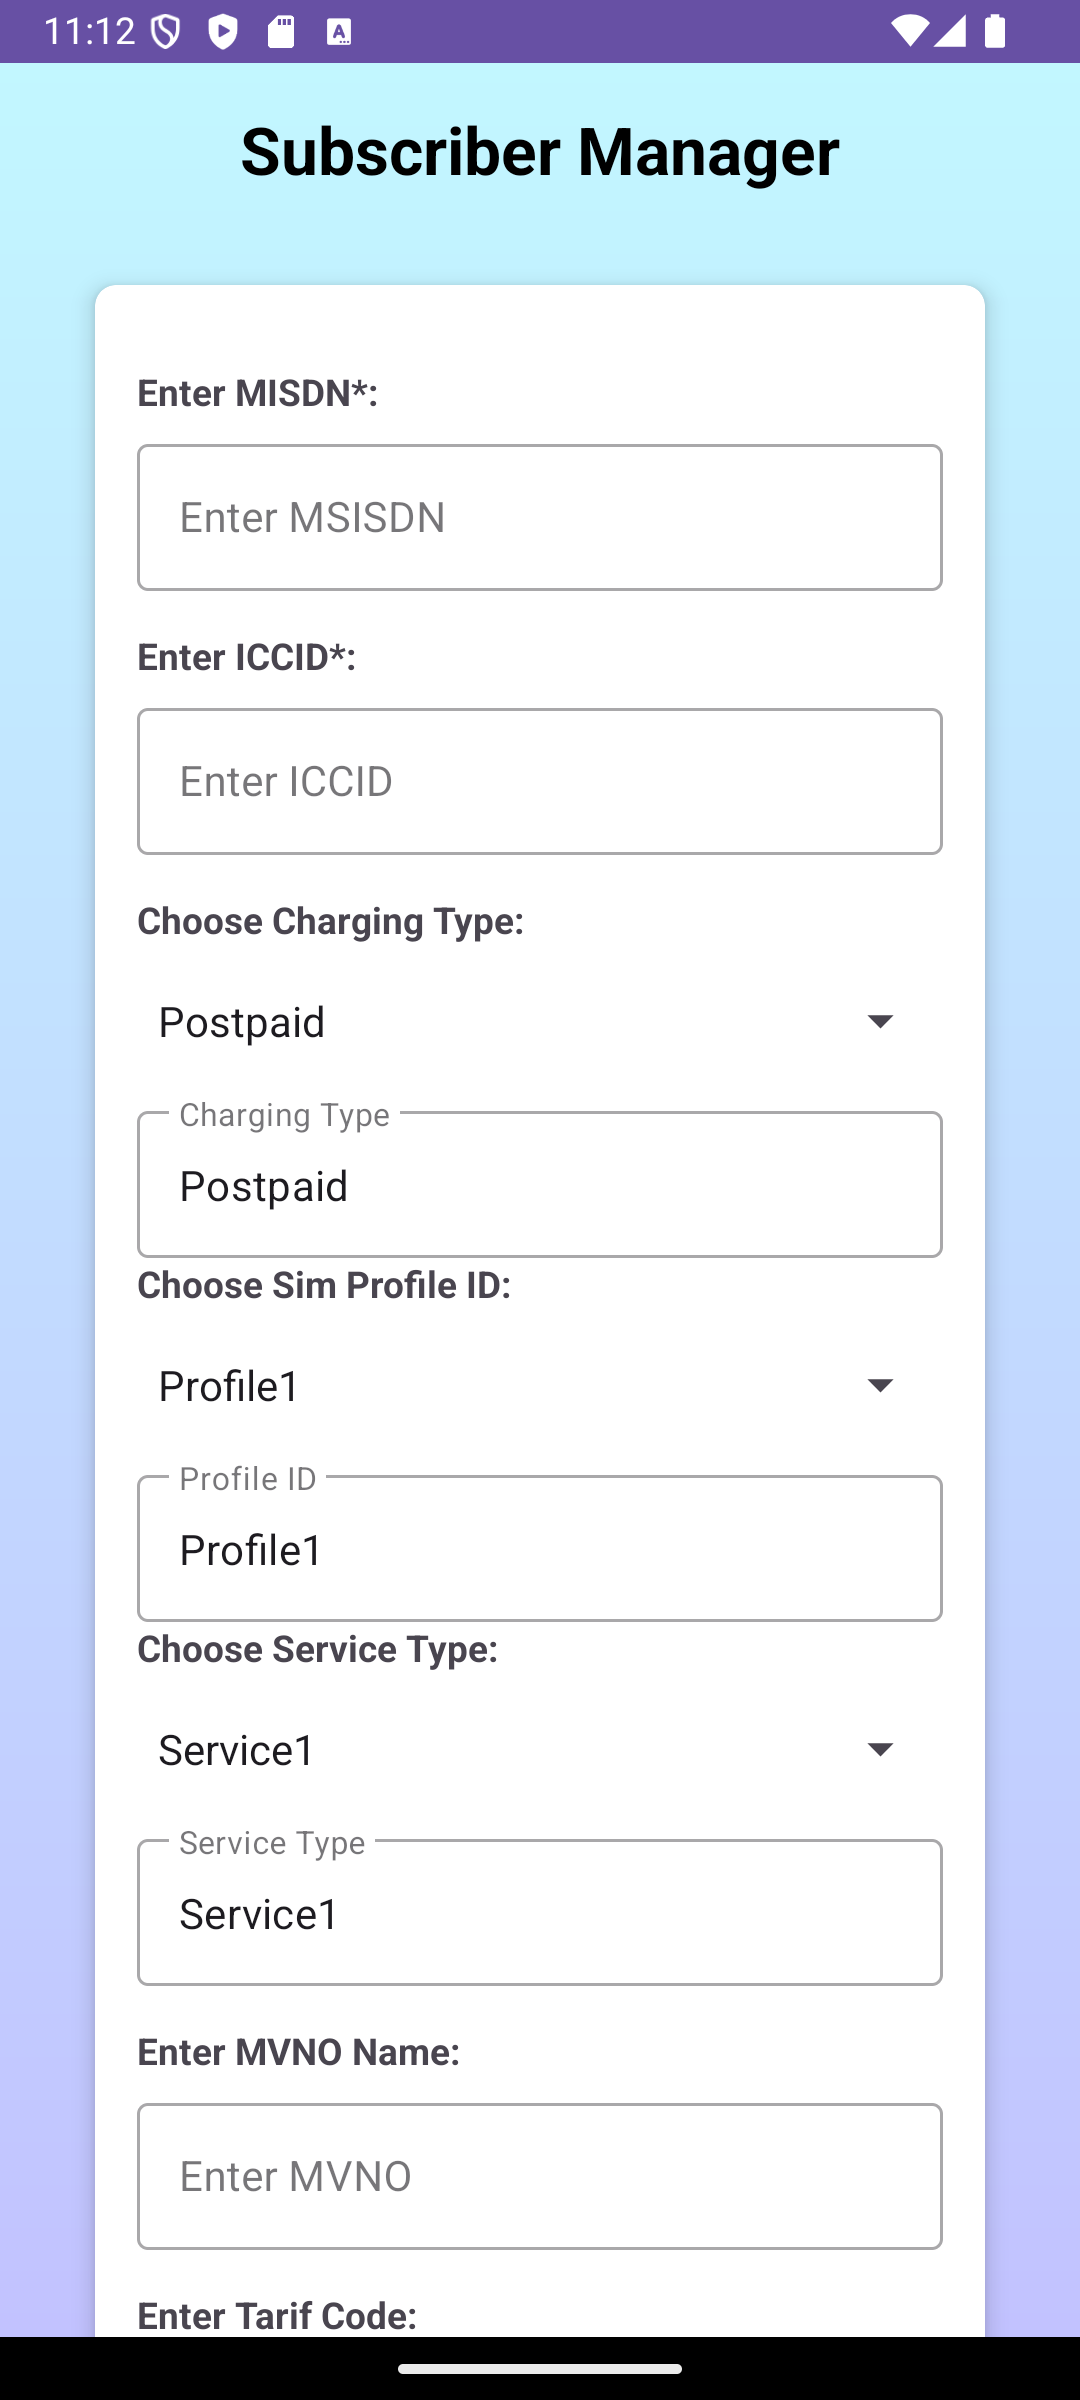 11:12
Subscriber Manager
Enter MISDN*:
Enter MSISDN
Enter ICCID*:
Enter ICCID
Choose Charging Type:
Postpaid
Charging Type
Postpaid
Choose Sim Profile ID:
Profile1
Profile ID
Profile1
Choose Service Type:
Service1
Service Type
Service1
Enter MVNO Name:
Enter MVNO
Enter Tarif Code: